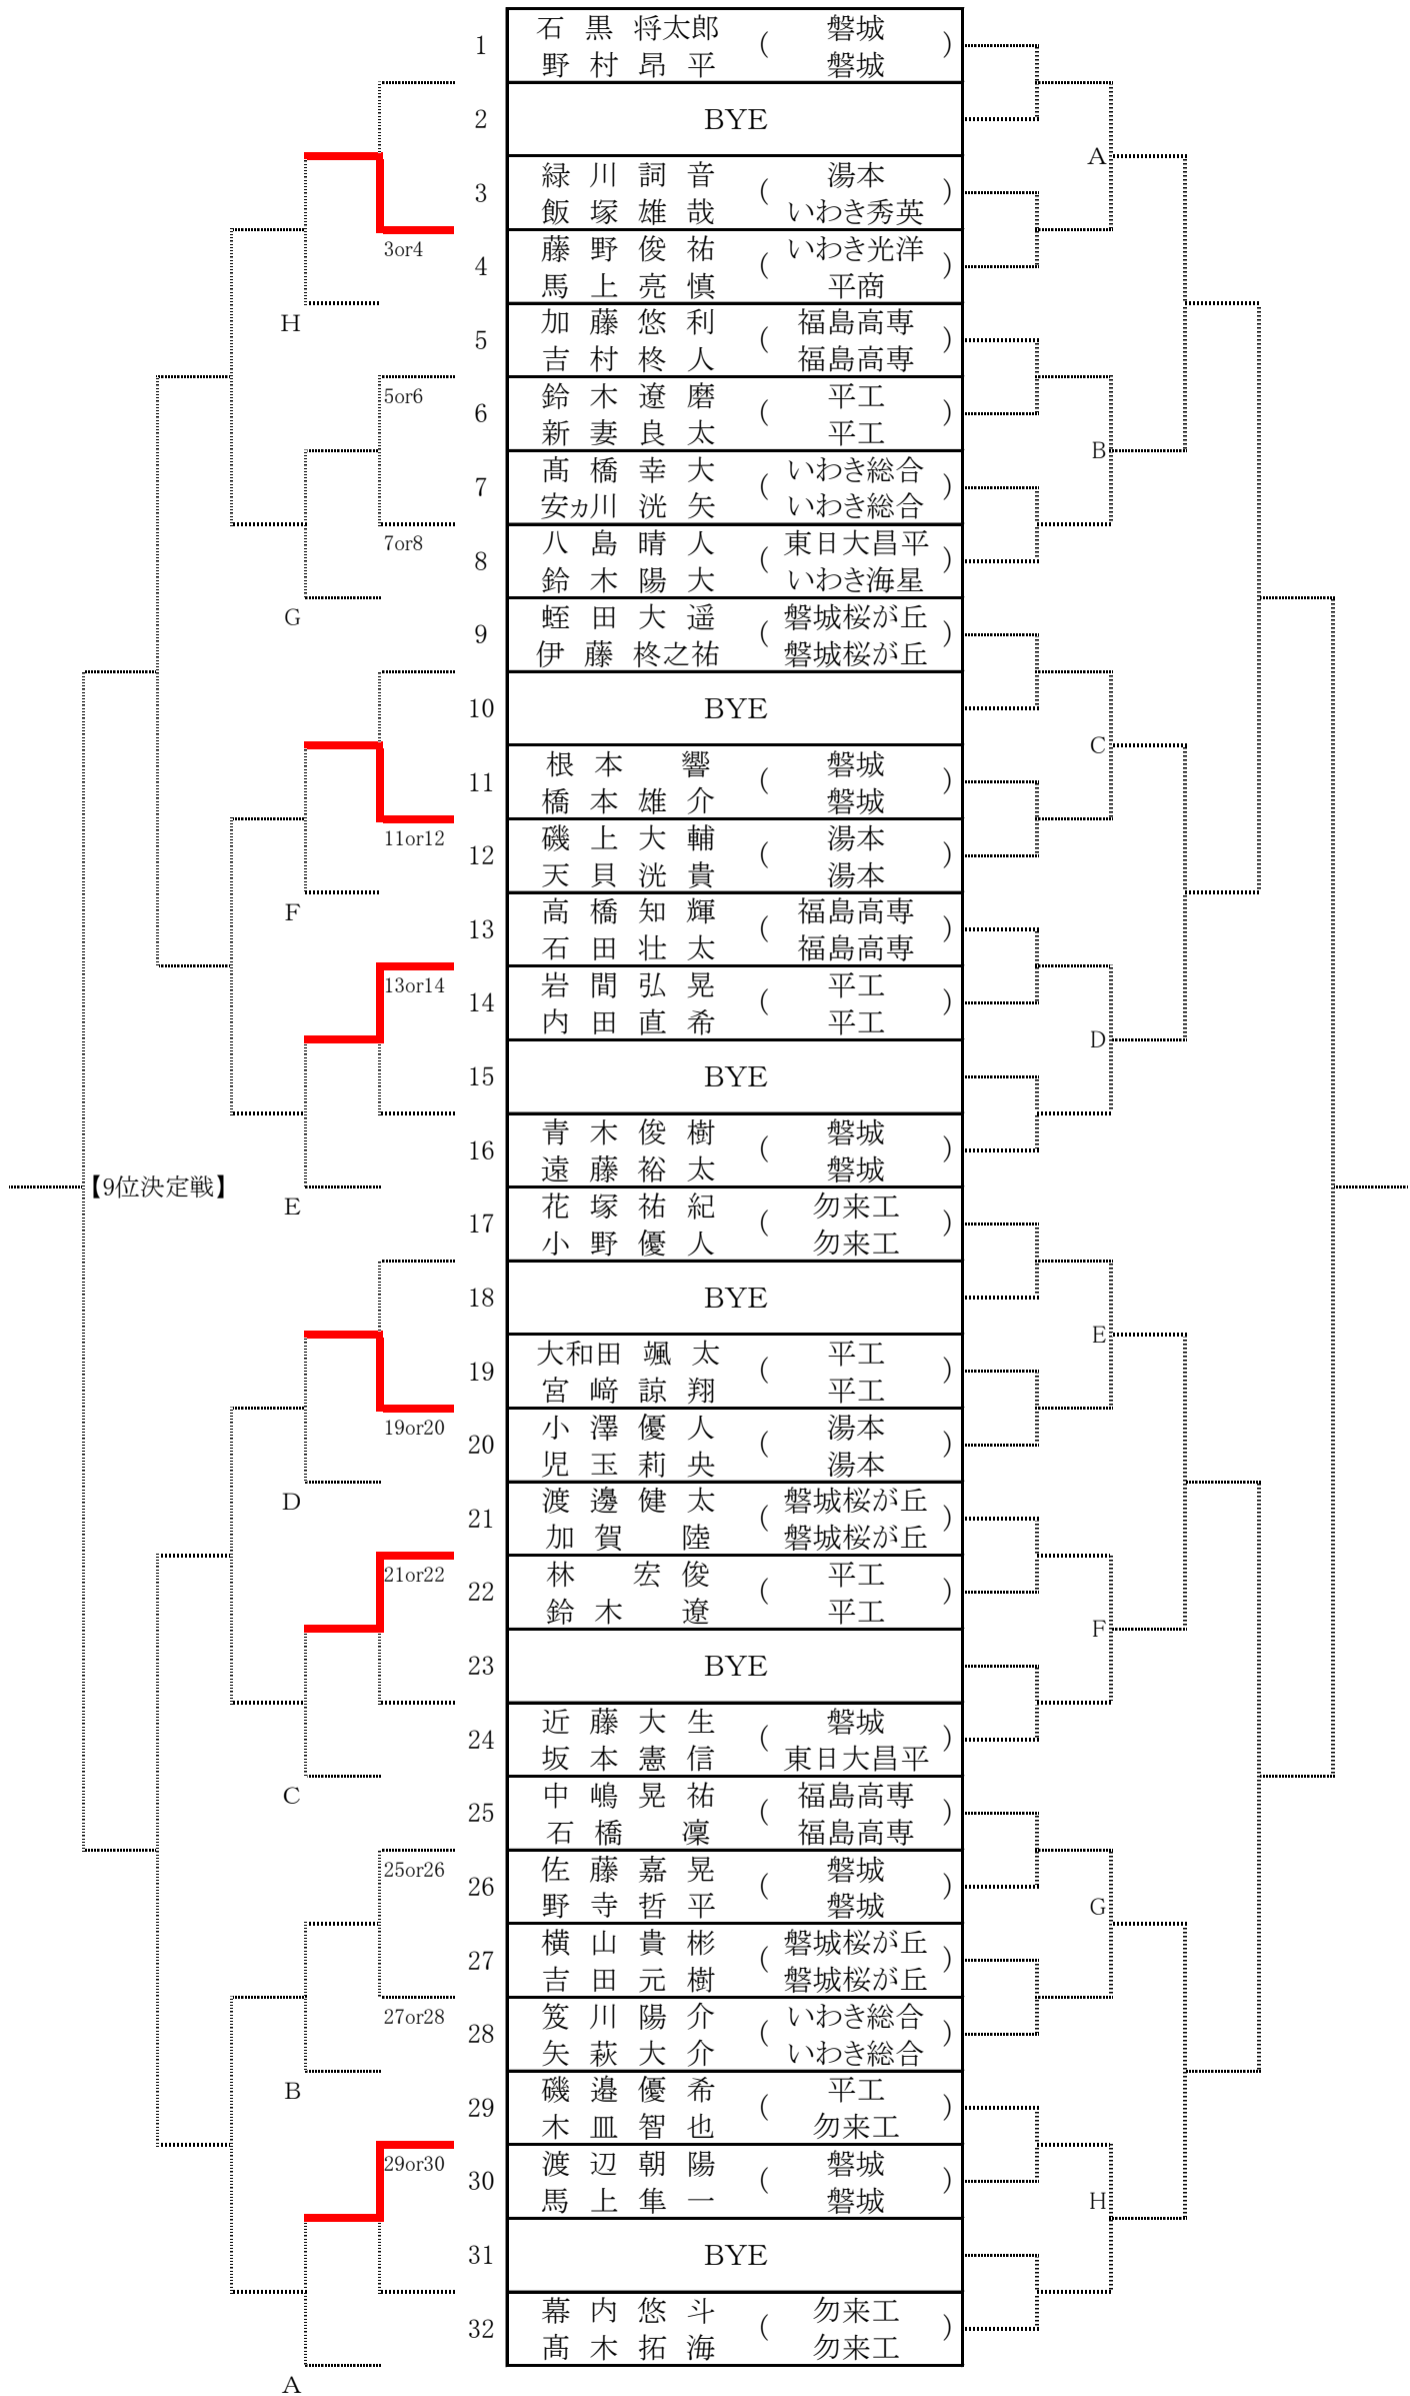 1 石黒 将太郎 ( 磐城 )
野村 昂平 磐城
2 BYE
A
3 緑川 詞音 ( 湯本 )
飯塚 雄哉 いわき秀英
3or4
4 藤野 俊祐 ( いわき光洋 )
馬上 亮慎 平商
H
5 加藤 悠利 ( 福島高専 )
吉村 柊人 福島高専
5or6
6 鈴木 遼磨 ( 平工 )
新妻 良太 平工
B
7 髙橋 幸大 ( いわき総合 )
安ヵ川 洸矢 いわき総合
7or8
8 八島 晴人 ( 東日大昌平 )
鈴木 陽大 いわき海星
G
9 蛭田 大遥 ( 磐城桜が丘 )
伊藤 柊之祐 磐城桜が丘
10 BYE
C
11 根本 響 ( 磐城 )
橋本 雄介 磐城
11or12
12 磯上 大輔 ( 湯本 )
天貝 洸貴 湯本
F
13 高橋 知輝 ( 福島高専 )
石田 壮太 福島高専
13or14
14 岩間 弘晃 ( 平工 )
内田 直希 平工
D
15 BYE
16 青木 俊樹 ( 磐城 )
遠藤 裕太 磐城
【9位決定戦】
E
17 花塚 祐紀 ( 勿来工 )
小野 優人 勿来工
18 BYE
E
19 大和田 颯太 ( 平工 )
宮﨑 諒翔 平工
19or20
20 小澤 優人 ( 湯本 )
児玉 莉央 湯本
D
21 渡邊 健太 ( 磐城桜が丘 )
加賀 陸 磐城桜が丘
21or22
22 林 宏俊 ( 平工 )
鈴木 遼 平工
F
23 BYE
24 近藤 大生 ( 磐城 )
坂本 憲信 東日大昌平
C
25 中嶋 晃祐 ( 福島高専 )
石橋 凜 福島高専
25or26
26 佐藤 嘉晃 ( 磐城 )
野寺 哲平 磐城
G
27 横山 貴彬 ( 磐城桜が丘 )
吉田 元樹 磐城桜が丘
27or28
28 笈川 陽介 ( いわき総合 )
矢萩 大介 いわき総合
B
29 磯邉 優希 ( 平工 )
木皿 智也 勿来工
29or30
30 渡辺 朝陽 ( 磐城 )
馬上 隼一 磐城
H
31 BYE
32 幕内 悠斗 ( 勿来工 )
髙木 拓海 勿来工
A